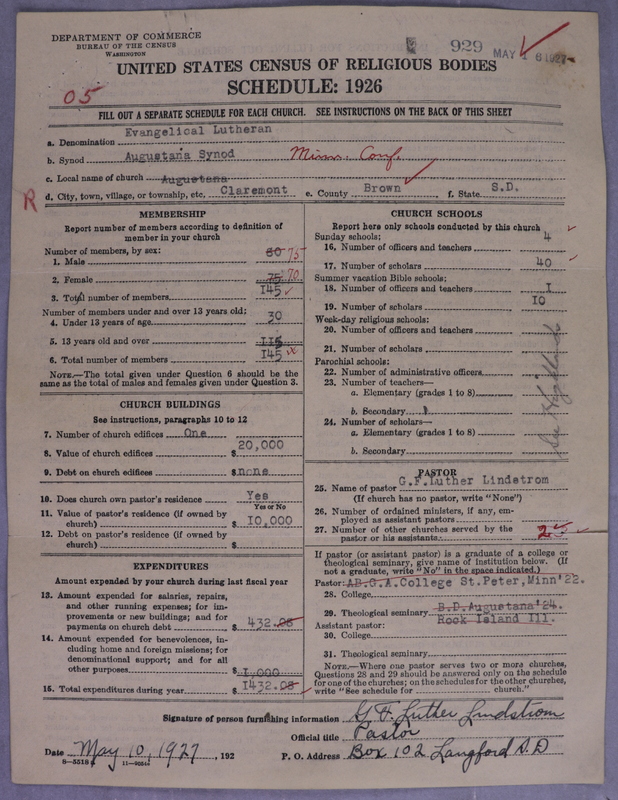 DEPARTMENT OF COMMERCE
BUREAU OF THE CENSUS
WASHINGTON
929 MAY 1 6 1927
UNITED STATES CENSUS OF RELIGIOUS BODIES
SCHEDULE: 1926
05
FILL OUT A SEPARATE SCHEDULE FOR EACH CHURCH. SEE INSTRUCTIONS ON THE BACK OF THIS SHEET
a. Denomination Evangelical Lutheran
b. Synod Augustana Synod Minn. Conf.
c. Local name of church Augustana
R d. City, town, village, or township, etc. Claremont e. County Brown f. State S.D.
MEMBERSHIP
Report number of members according to definition of
member in your church
Number of members, by sex:
1. Male 80 75
2. Female 75 70
3. Total number of members 145
Number of members under and over 13 years old:
4. Under 13 years of age 30
5. 13 years old and over 115
6. Total number of members 145 x
NOTE.—The total given under Question 6 should be the
same as the total of males and females given under Question 3.
CHURCH BUILDINGS
See instructions, paragraphs 10 to 12
7. Number of church edifices One
8. Value of church edifices $ 20,000
9. Debt on church edifices $ none
10. Does church own pastor's residence Yes
Yes or No
11. Value of pastor's residence (if owned by
church) $ 10,000
12. Debt on pastor's residence (if owned by
church) $
EXPENDITURES
Amount expended by your church during last fiscal year
13. Amount expended for salaries, repairs,
and other running expenses; for im-
provements or new buildings; and for
payments on church debt $ 432.08
14. Amount expended for benevolences, in-
cluding home and foreign missions; for
denominational support; and for all
other purposes $ 1,000
15. Total expenditures during year $ 1432.08
CHURCH SCHOOLS
Report here only schools conducted by this church
Sunday schools:
16. Number of officers and teachers 4
17. Number of scholars 40
Summer vacation Bible schools:
18. Number of officers and teachers 1
19. Number of scholars 10
Week-day religious schools:
20. Number of officers and teachers
21. Number of scholars
Parochial schools:
22. Number of administrative officers
23. Number of teachers—
a. Elementary (grades 1 to 8)
b. Secondary
24. Number of scholars—
a. Elementary (grades 1 to 8)
b. Secondary
PASTOR
25. Name of pastor G.F.Luther Lindstrom
(If church has no pastor, write "None")
26. Number of ordained ministers, if any, em-
ployed as assistant pastors
27. Number of other churches served by the
pastor or his assistants 2
If pastor (or assistant pastor) is a graduate of a college or
theological seminary, give name of institution below. (If
not a graduate, write "No" in the space indicated.)
Pastor: AB.G.A.College St.Peter,Minn'22.
28. College
29. Theological seminary B.D.Augustana'24.
Assistant pastor: Rock Island Ill.
30. College
31. Theological seminary
NOTE.—Where one pastor serves two or more churches,
Questions 28 and 29 should be answered only on the schedule
for one of the churches; on the schedules for the other churches,
write "See schedule for church."
Signature of person furnishing information G F Luther Lindstrom
Official title Pastor
Date May 10, 1927, 192 P. O. Address Box 102 Langford S.D
8—5518 11—90544